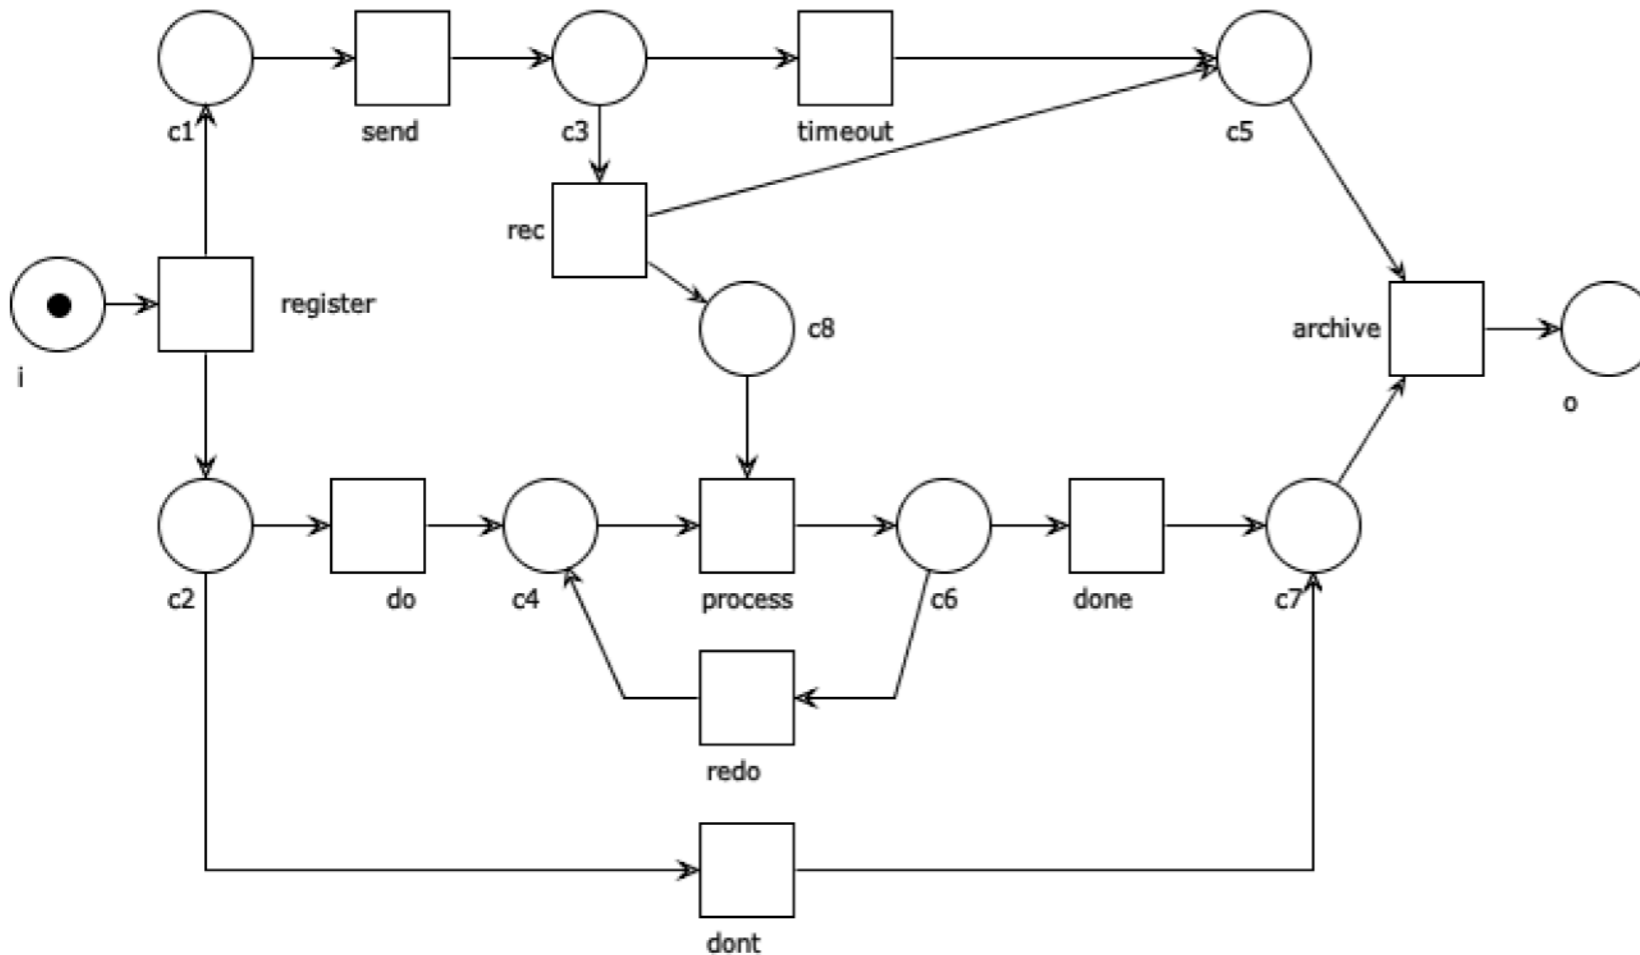 c1
send
c3
timeout
c5
rec
i
register
c8
archive
o
c2
do
c4
process
c6
done
c7
redo
dont